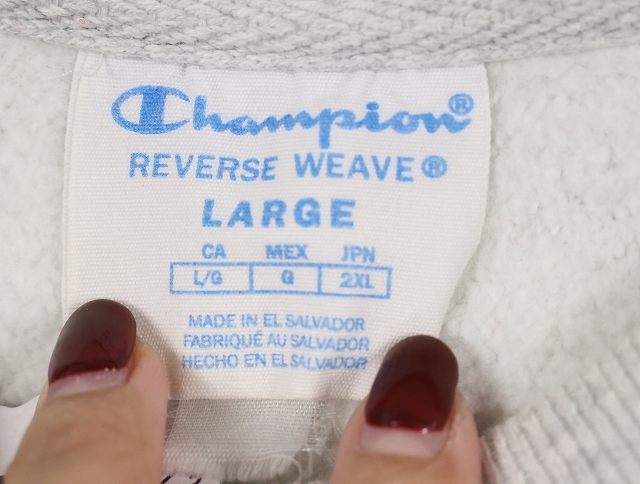 Champion®
REVERSE WEAVE®
LARGE
CA MEX JPN
L/G G 2XL
MADE IN EL SALVADOR
FABRIQUÉ AU SALVADOR
HECHO EN EL SALVADOR